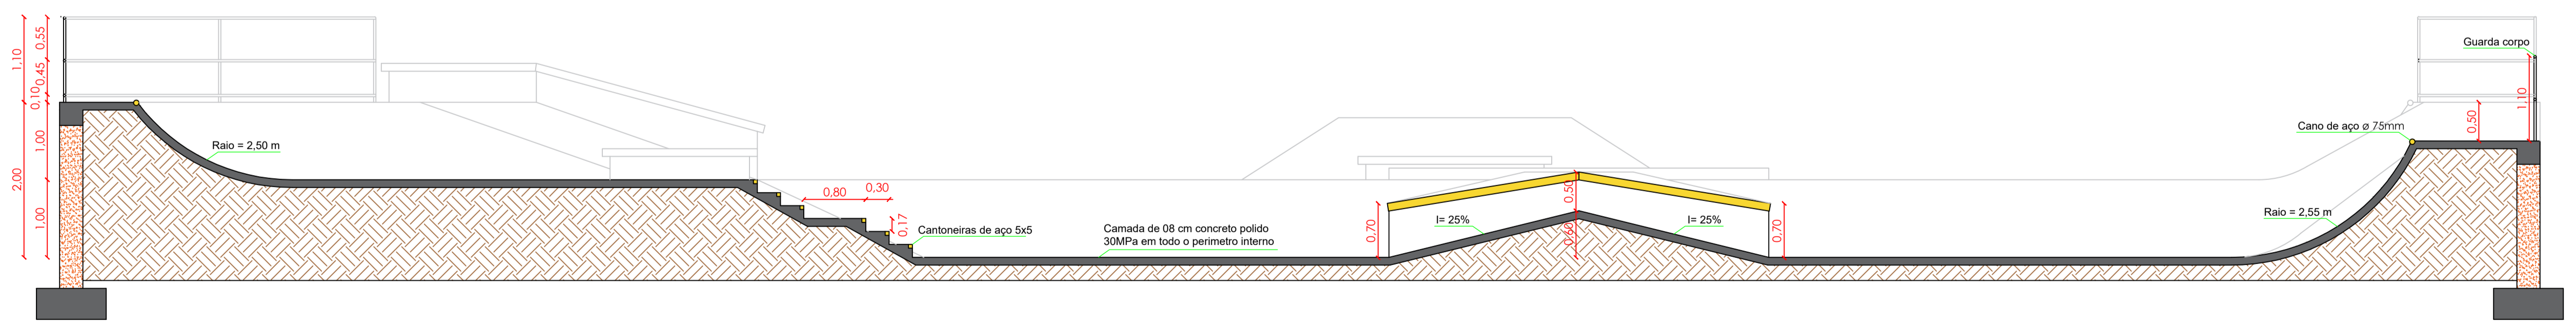 1,10
0,55
0,45
0,10
2,00
1,00
1,00
Raio = 2,50 m
0,80
0,30
0,17
Cantoneiras de aço 5x5
Camada de 08 cm concreto polido
30MPa em todo o perimetro interno
0,70
I= 25%
0,50
0,60
I= 25%
0,70
Guarda corpo
1,10
0,50
Cano de aço ø 75mm
Raio = 2,55 m